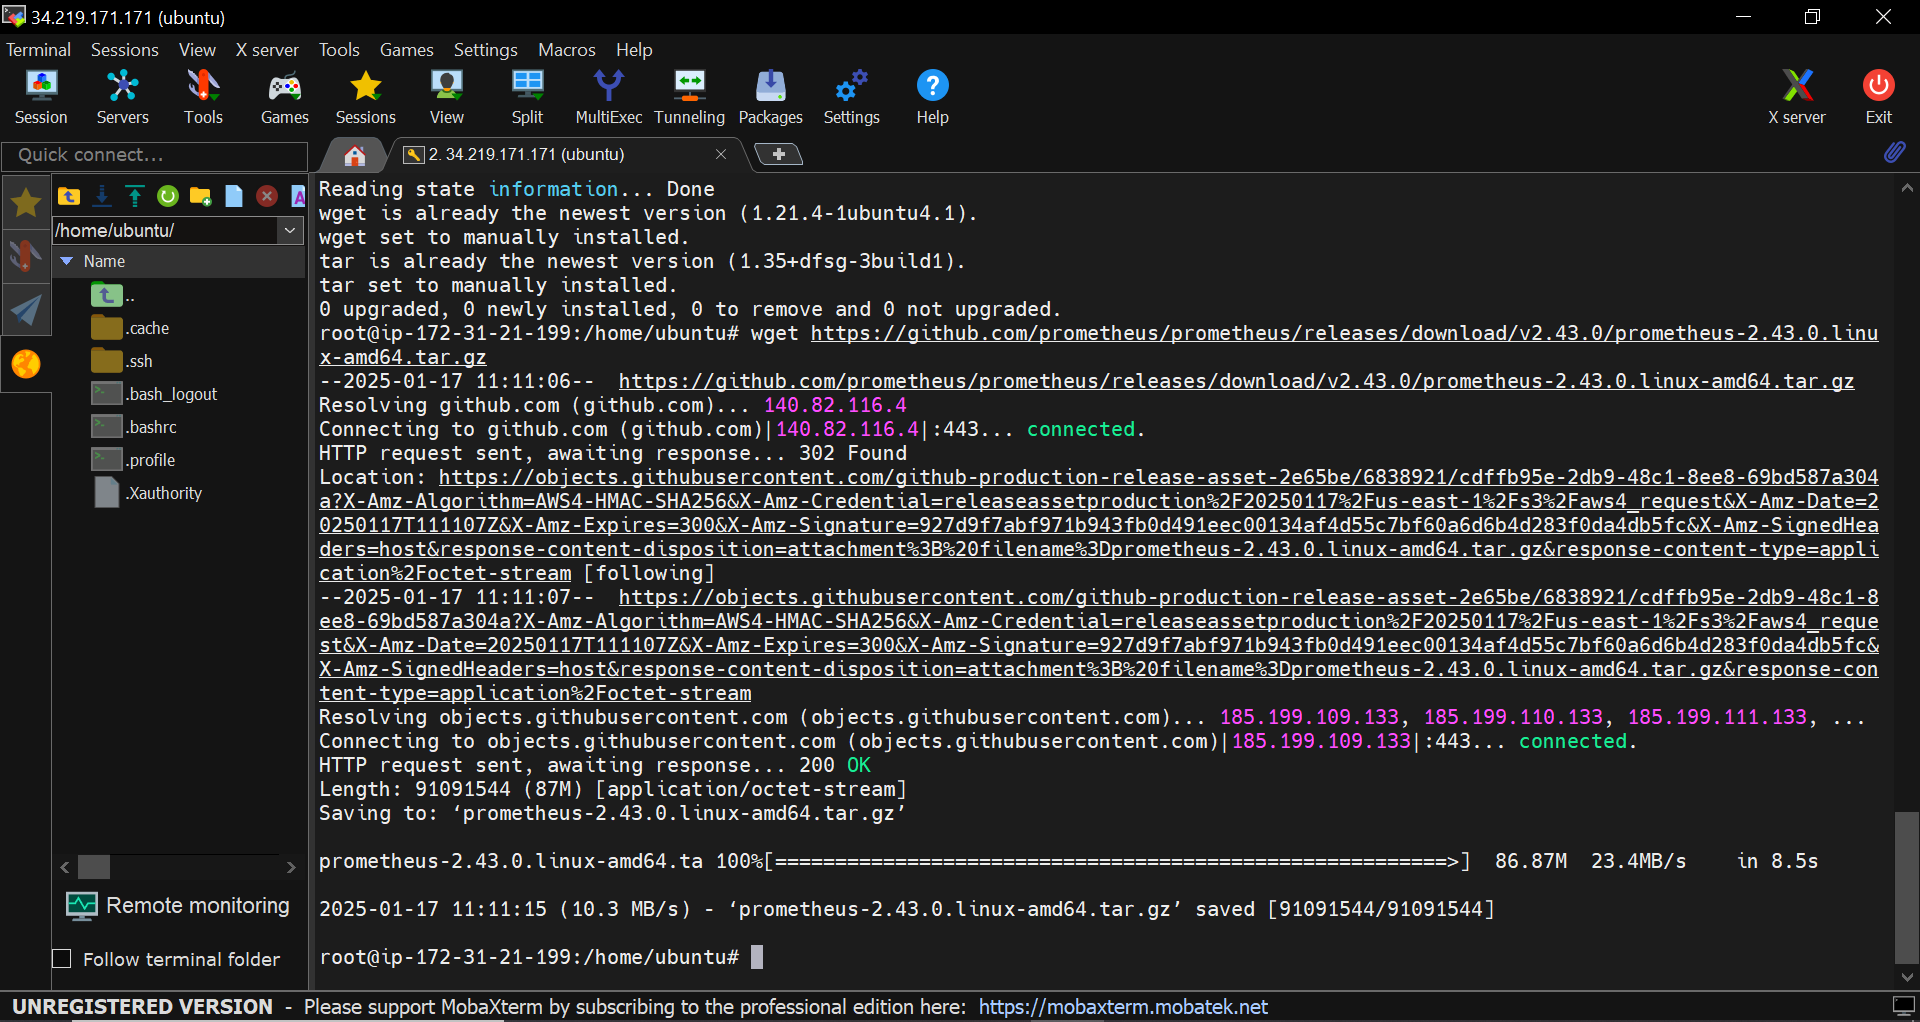 34.219.171.171 (ubuntu)
Terminal Sessions View X server Tools Games Settings Macros Help
Session Servers Tools Games Sessions View Split MultiExec Tunneling Packages Settings Help X server Exit
Quick connect...
2. 34.219.171.171 (ubuntu)
/home/ubuntu/
Name
..
.cache
.ssh
.bash_logout
.bashrc
.profile
.Xauthority
Remote monitoring
Follow terminal folder
Reading state information... Done
wget is already the newest version (1.21.4-1ubuntu4.1).
wget set to manually installed.
tar is already the newest version (1.35+dfsg-3build1).
tar set to manually installed.
0 upgraded, 0 newly installed, 0 to remove and 0 not upgraded.
root@ip-172-31-21-199:/home/ubuntu# wget https://github.com/prometheus/prometheus/releases/download/v2.43.0/prometheus-2.43.0.linu
x-amd64.tar.gz
--2025-01-17 11:11:06--  https://github.com/prometheus/prometheus/releases/download/v2.43.0/prometheus-2.43.0.linux-amd64.tar.gz
Resolving github.com (github.com)... 140.82.116.4
Connecting to github.com (github.com)|140.82.116.4|:443... connected.
HTTP request sent, awaiting response... 302 Found
Location: https://objects.githubusercontent.com/github-production-release-asset-2e65be/6838921/cdffb95e-2db9-48c1-8ee8-69bd587a304
a?X-Amz-Algorithm=AWS4-HMAC-SHA256&X-Amz-Credential=releaseassetproduction%2F20250117%2Fus-east-1%2Fs3%2Faws4_request&X-Amz-Date=2
0250117T111107Z&X-Amz-Expires=300&X-Amz-Signature=927d9f7abf971b943fb0d491eec00134af4d55c7bf60a6d6b4d283f0da4db5fc&X-Amz-SignedHea
ders=host&response-content-disposition=attachment%3B%20filename%3Dprometheus-2.43.0.linux-amd64.tar.gz&response-content-type=appli
cation%2Foctet-stream [following]
--2025-01-17 11:11:07--  https://objects.githubusercontent.com/github-production-release-asset-2e65be/6838921/cdffb95e-2db9-48c1-8
ee8-69bd587a304a?X-Amz-Algorithm=AWS4-HMAC-SHA256&X-Amz-Credential=releaseassetproduction%2F20250117%2Fus-east-1%2Fs3%2Faws4_reque
st&X-Amz-Date=20250117T111107Z&X-Amz-Expires=300&X-Amz-Signature=927d9f7abf971b943fb0d491eec00134af4d55c7bf60a6d6b4d283f0da4db5fc&
X-Amz-SignedHeaders=host&response-content-disposition=attachment%3B%20filename%3Dprometheus-2.43.0.linux-amd64.tar.gz&response-con
tent-type=application%2Foctet-stream
Resolving objects.githubusercontent.com (objects.githubusercontent.com)... 185.199.109.133, 185.199.110.133, 185.199.111.133, ...
Connecting to objects.githubusercontent.com (objects.githubusercontent.com)|185.199.109.133|:443... connected.
HTTP request sent, awaiting response... 200 OK
Length: 91091544 (87M) [application/octet-stream]
Saving to: ‘prometheus-2.43.0.linux-amd64.tar.gz’
prometheus-2.43.0.linux-amd64.ta 100%[========================================================>]  86.87M  23.4MB/s    in 8.5s
2025-01-17 11:11:15 (10.3 MB/s) - ‘prometheus-2.43.0.linux-amd64.tar.gz’ saved [91091544/91091544]
root@ip-172-31-21-199:/home/ubuntu#
UNREGISTERED VERSION - Please support MobaXterm by subscribing to the professional edition here: https://mobaxterm.mobatek.net